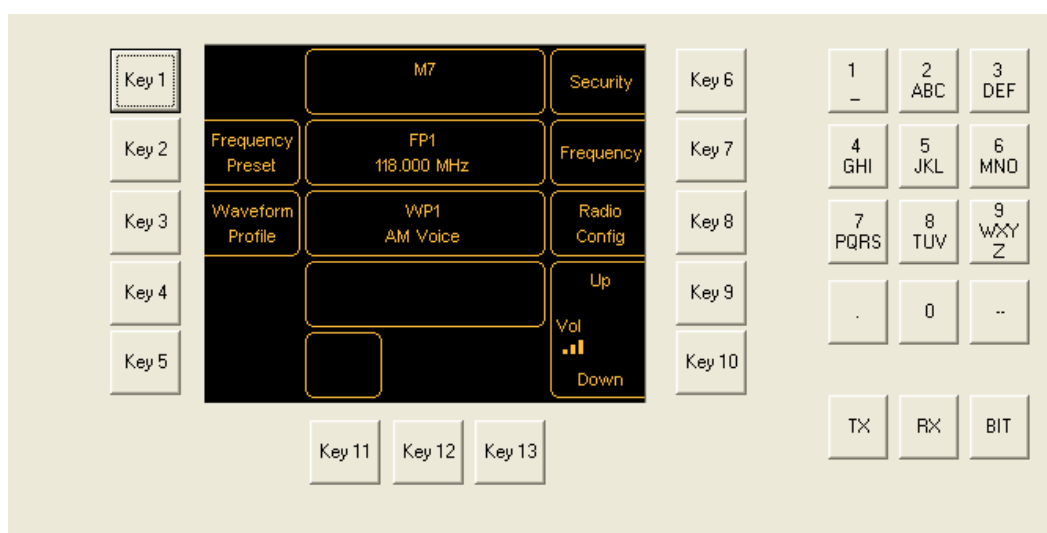 Key 1
M7
Security
Key 6
1
_
2
ABC
3
DEF
Key 2
Frequency
Preset
FP1
118.000 MHz
Frequency
Key 7
4
GHI
5
JKL
6
MNO
Key 3
Waveform
Profile
WP1
AM Voice
Radio
Config
Key 8
7
PQRS
8
TUV
9
WXY
Z
Key 4
Up
Key 9
.
0
--
Vol
Key 5
Down
Key 10
Key 11
Key 12
Key 13
TX
RX
BIT